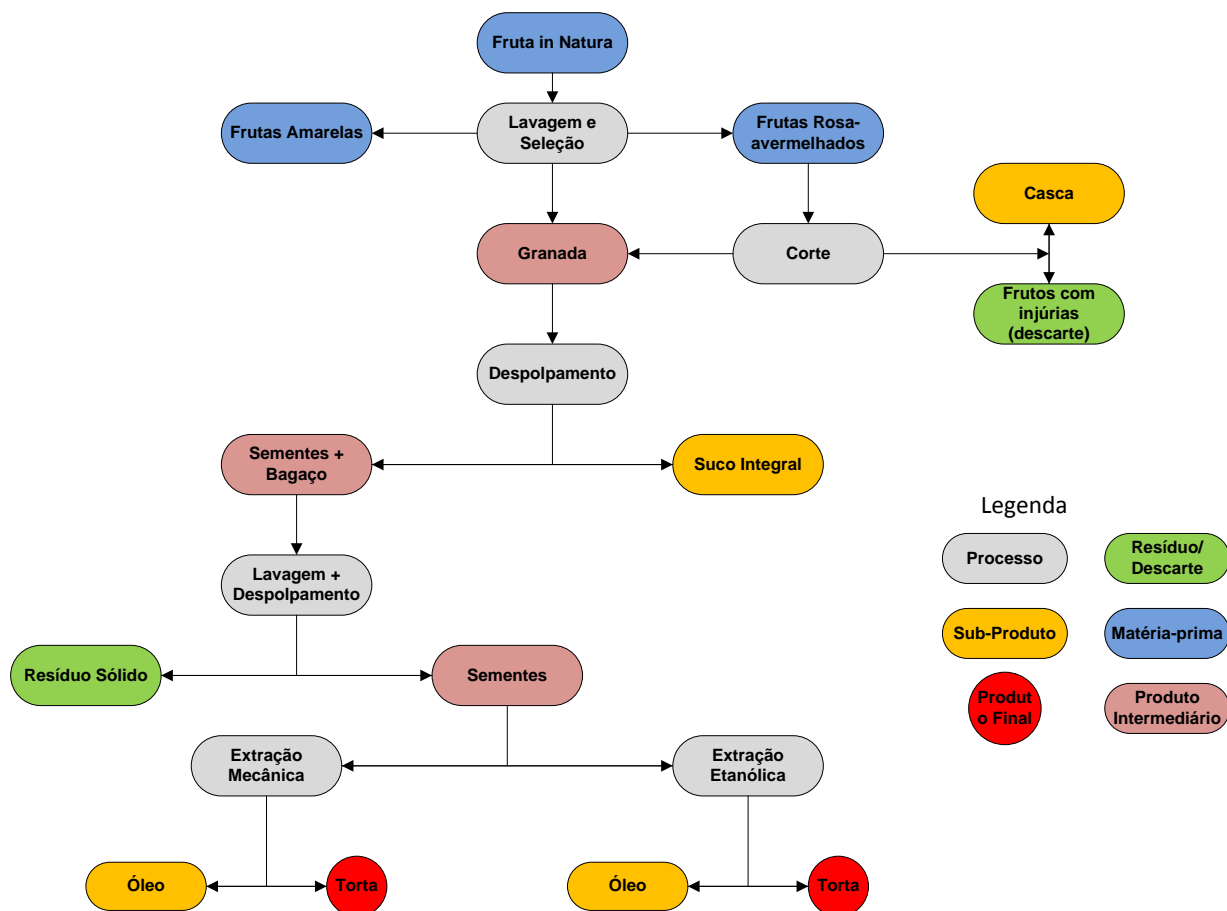 Fruta in Natura
Frutas Amarelas
Lavagem e
Seleção
Frutas Rosa-
avermelhados
Casca
Granada
Corte
Frutos com
injúrias
(descarte)
Despolpamento
Sementes +
Bagaço
Suco Integral
Legenda
Processo
Resíduo/
Descarte
Lavagem +
Despolpamento
Sub-Produto
Matéria-prima
Resíduo Sólido
Sementes
Produt
o Final
Produto
Intermediário
Extração
Mecânica
Extração
Etanólica
Óleo
Torta
Óleo
Torta